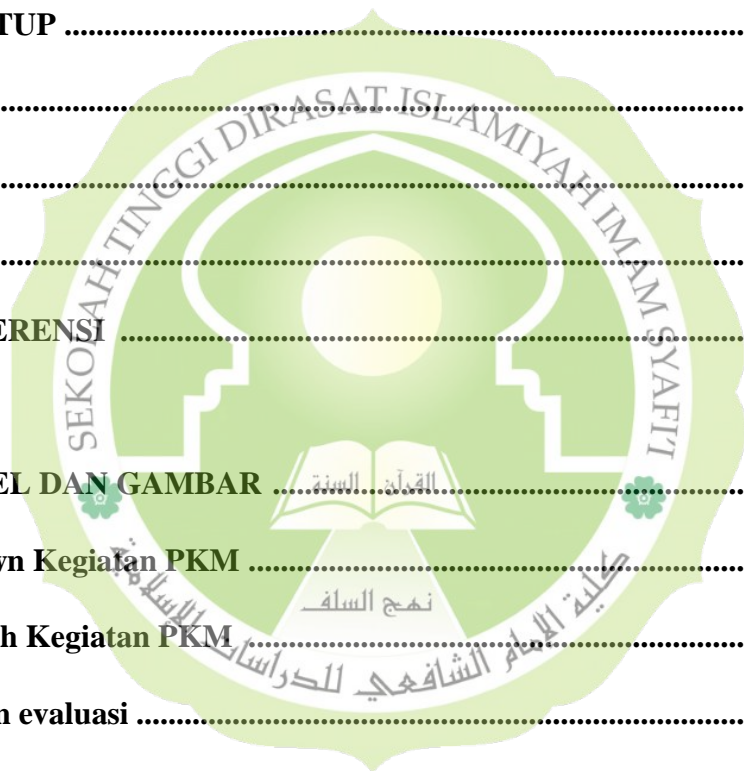 TUP ........................................................................
SEKOLAH TINGGI DIRASAT ISLAMIYAH IMAM SYAFI'I
........................................................................
........................................................................
........................................................................
ERENSI ........................................................................
EL DAN GAMBAR ........................................................................
القرآن السنة
yn Kegiatan PKM ........................................................................
نهج السلف
h Kegiatan PKM ........................................................................
كلية الإمام الشافعي للدراسات الإسلامية
n evaluasi ........................................................................